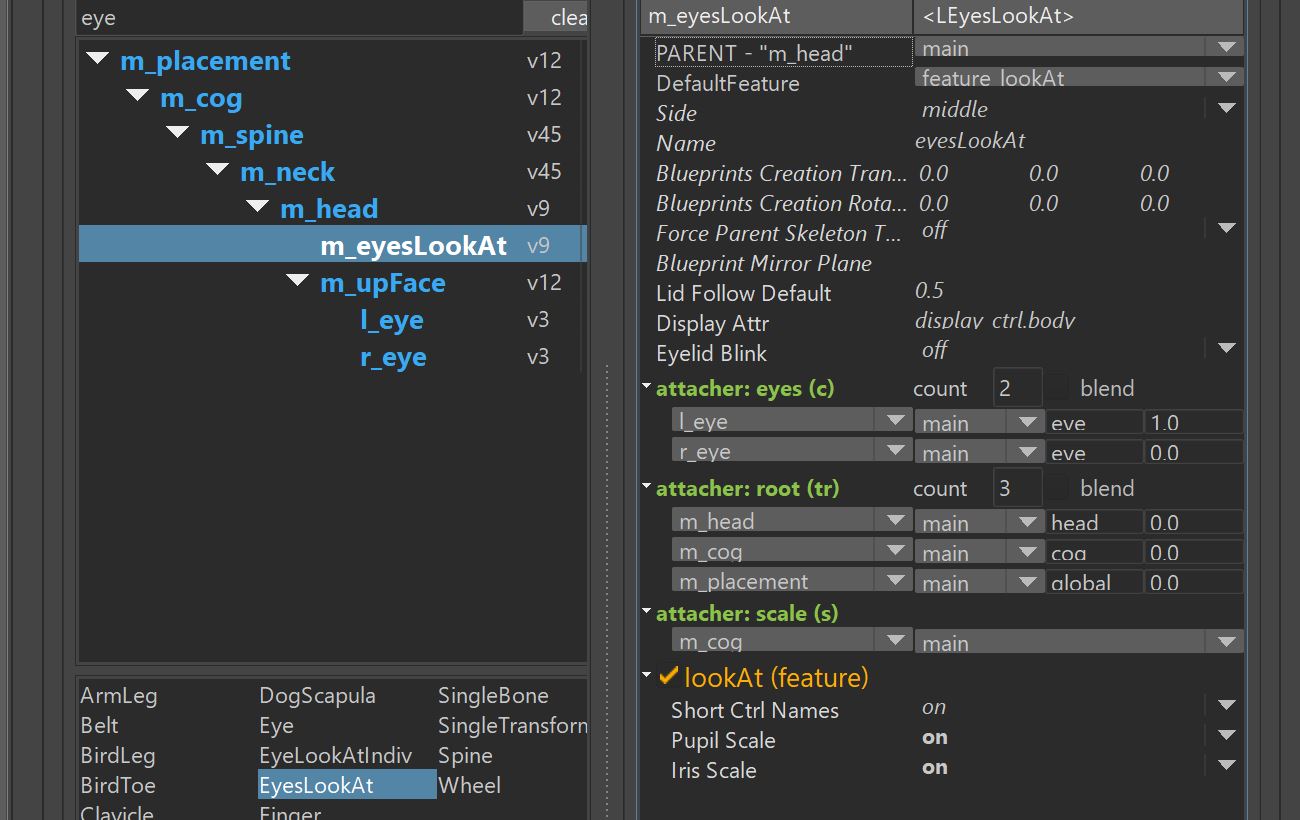 eye clea
m_placement v12
m_cog v12
m_spine v45
m_neck v45
m_head v9
m_eyesLookAt v9
m_upFace v12
l_eye v3
r_eye v3
ArmLeg DogScapula SingleBone
Belt Eye SingleTransforn
BirdLeg EyeLookAtIndiv Spine
BirdToe EyesLookAt Wheel
Clavicle Finger
m_eyesLookAt <LEyesLookAt>
PARENT - "m_head" main
DefaultFeature feature lookAt
Side middle
Name eyesLookAt
Blueprints Creation Tran... 0.0 0.0 0.0
Blueprints Creation Rota... 0.0 0.0 0.0
Force Parent Skeleton T... off
Blueprint Mirror Plane
Lid Follow Default 0.5
Display Attr display_ctrl.body
Eyelid Blink off
attacher: eyes (c) count 2 blend
l_eye main eye 1.0
r_eye main eye 0.0
attacher: root (tr) count 3 blend
m_head main head 0.0
m_cog main cog 0.0
m_placement main global 0.0
attacher: scale (s)
m_cog main
lookAt (feature)
Short Ctrl Names on
Pupil Scale on
Iris Scale on